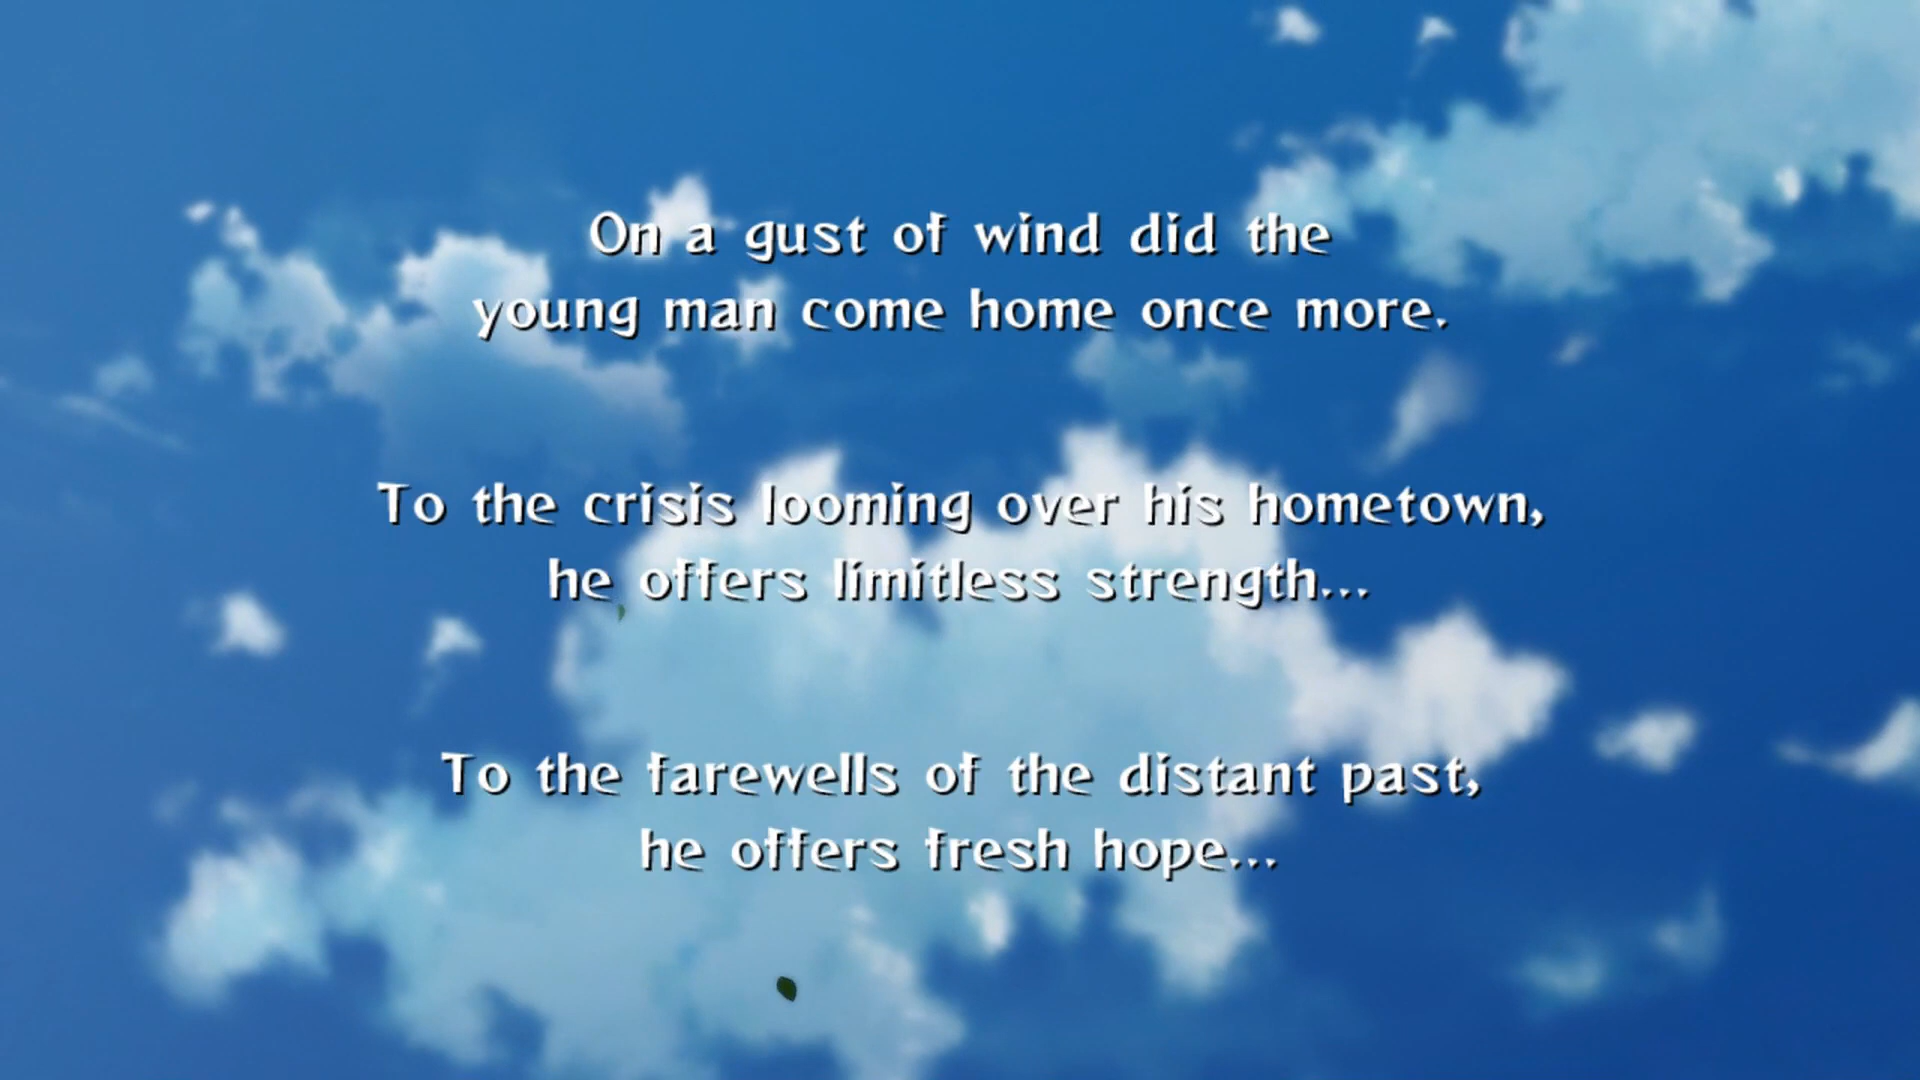 On a gust of wind did the
young man come home once more.
To the crisis looming over his hometown,
he offers limitless strength...
To the farewells of the distant past,
he offers fresh hope...